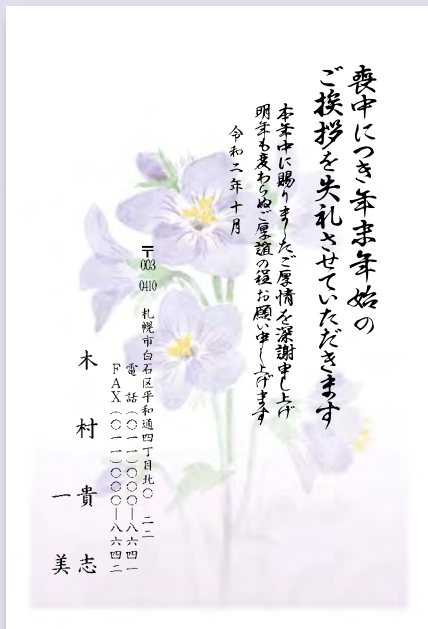 喪中につき年末年始の
ご挨拶を失礼させていただきます
本年中に賜りましたご厚情を深謝申し上げ
明年も変わらぬご厚誼の程お願い申し上げます
令和二年十月
〒003
0410
札幌市白石区平和通四丁目北〇 二二
電話(〇一一)〇〇〇―八六四一
FAX(〇一一)〇〇〇―八六四二
木村貴志
一美